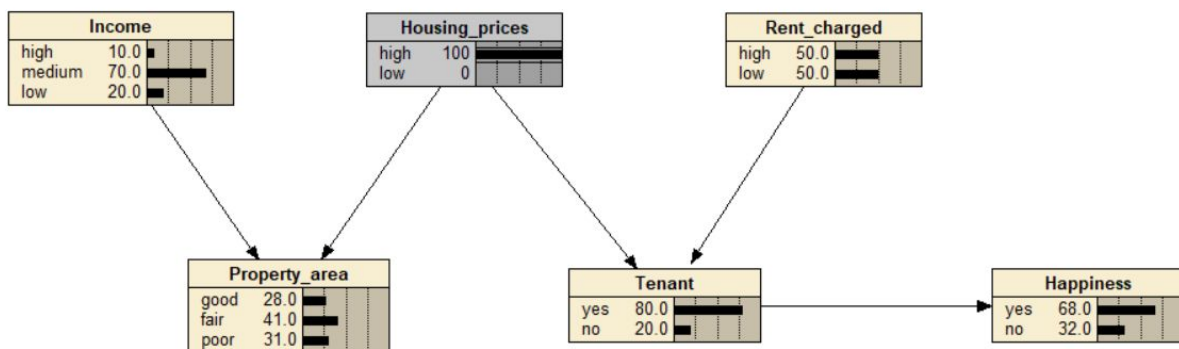 Income
high 10.0
medium 70.0
low 20.0
Housing_prices
high 100
low 0
Rent_charged
high 50.0
low 50.0
Property_area
good 28.0
fair 41.0
poor 31.0
Tenant
yes 80.0
no 20.0
Happiness
yes 68.0
no 32.0